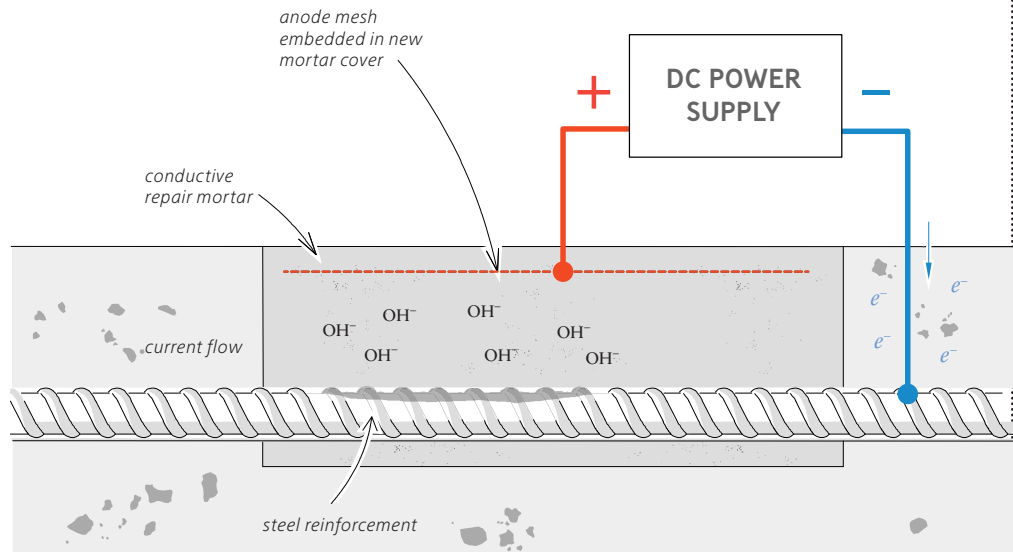 anode mesh
embedded in new
mortar cover
+
DC POWER
SUPPLY
−
conductive
repair mortar
OH⁻
OH⁻
OH⁻
OH⁻
OH⁻
OH⁻
OH⁻
current flow
e⁻
e⁻
e⁻
e⁻
steel reinforcement